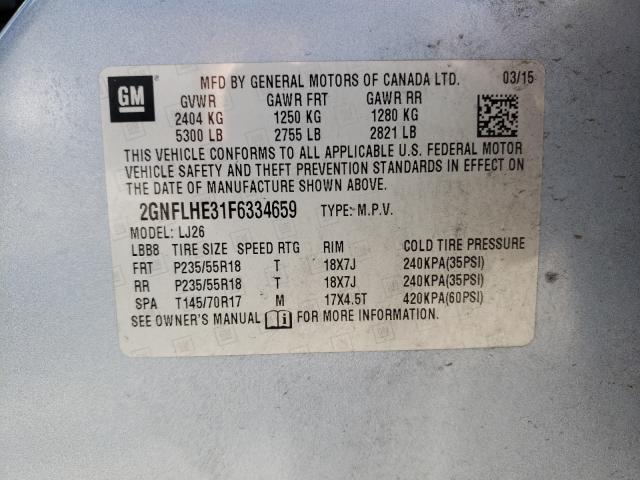 GM ® MFD BY GENERAL MOTORS OF CANADA LTD. 03/15
GVWR GAWR FRT GAWR RR
2404 KG 1250 KG 1280 KG
5300 LB 2755 LB 2821 LB
THIS VEHICLE CONFORMS TO ALL APPLICABLE U.S. FEDERAL MOTOR
VEHICLE SAFETY AND THEFT PREVENTION STANDARDS IN EFFECT ON
THE DATE OF MANUFACTURE SHOWN ABOVE.
2GNFLHE31F6334659 TYPE: M.P.V.
MODEL: LJ26
LBB8 TIRE SIZE SPEED RTG RIM COLD TIRE PRESSURE
FRT P235/55R18 T 18X7J 240KPA(35PSI)
RR P235/55R18 T 18X7J 240KPA(35PSI)
SPA T145/70R17 M 17X4.5T 420KPA(60PSI)
SEE OWNER'S MANUAL i FOR MORE INFORMATION.